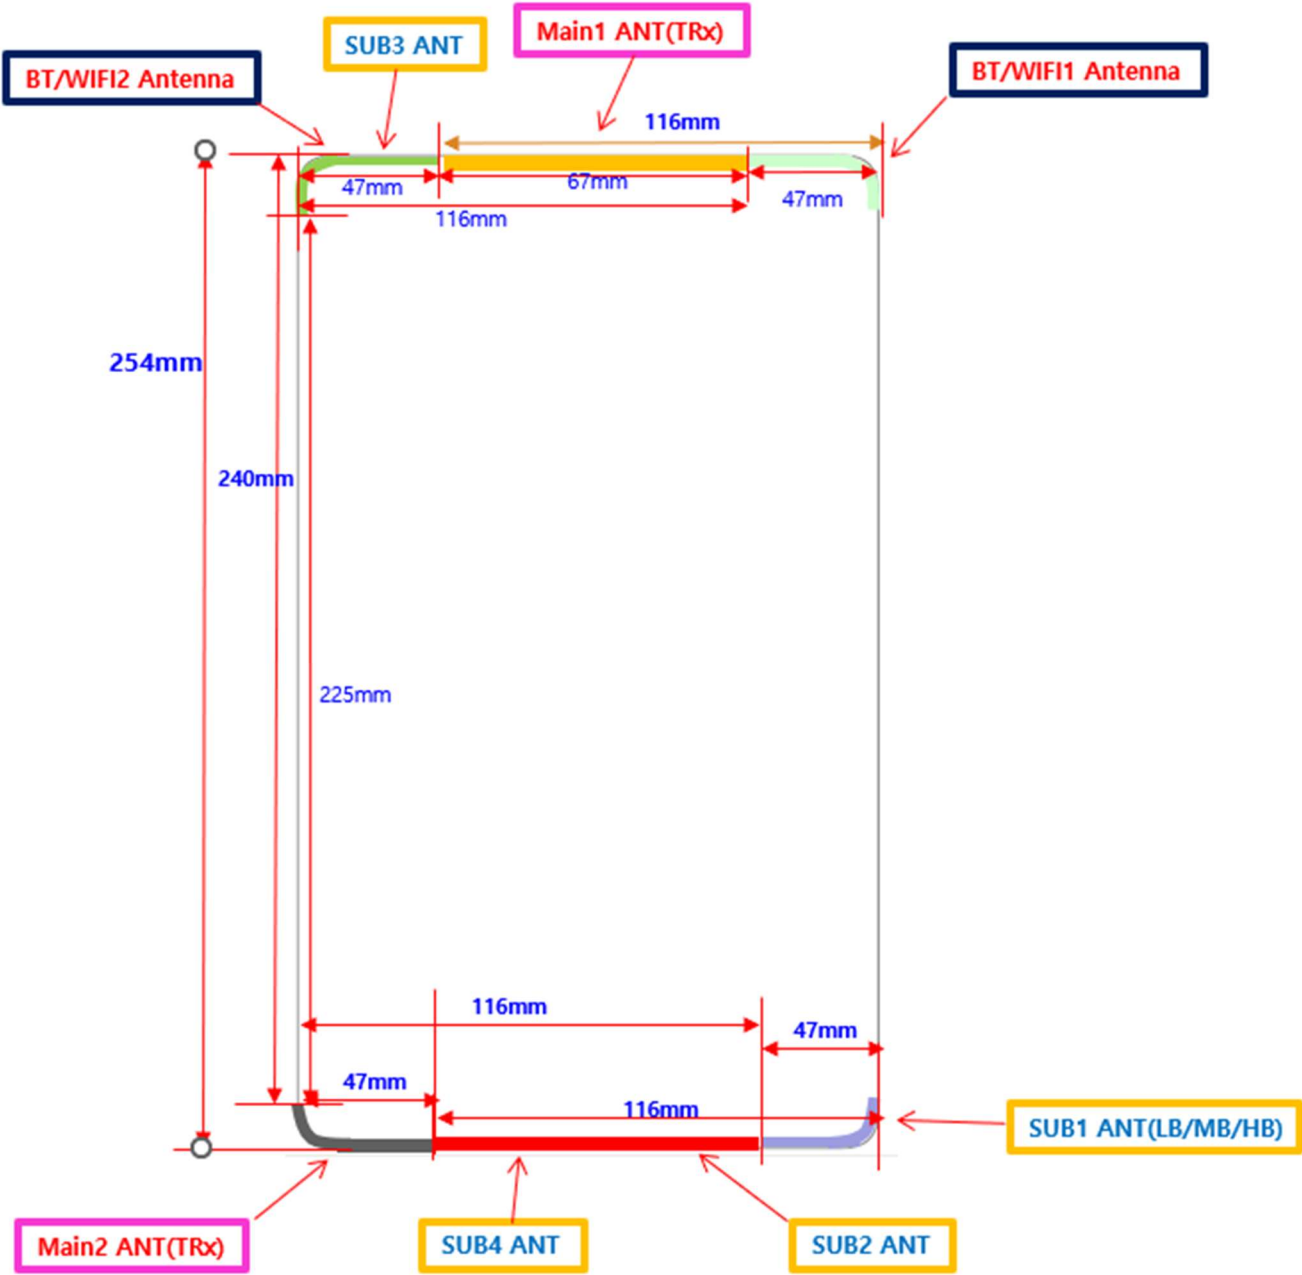 Main1 ANT(TRx)
SUB3 ANT
BT/WIFI2 Antenna
BT/WIFI1 Antenna
116mm
47mm
67mm
47mm
116mm
254mm
240mm
225mm
116mm
47mm
47mm
116mm
SUB1 ANT(LB/MB/HB)
Main2 ANT(TRx)
SUB4 ANT
SUB2 ANT